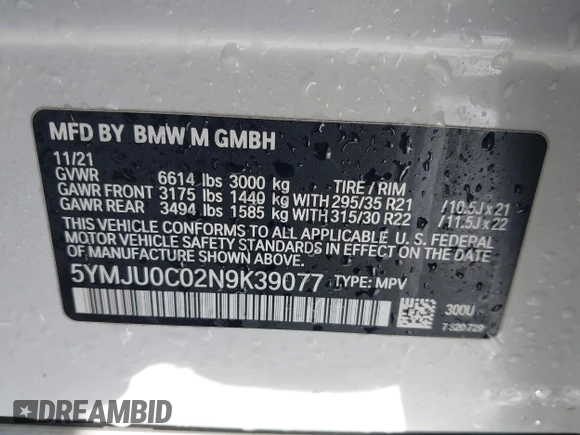 MFD BY BMW M GMBH
11/21
GVWR 6614 lbs 3000 kg TIRE / RIM
GAWR FRONT 3175 lbs 1440 kg WITH 295/35 R21 /10.5J x 21
GAWR REAR 3494 lbs 1585 kg WITH 315/30 R22 /11.5J x 22
THIS VEHICLE CONFORMS TO ALL APPLICABLE U. S. FEDERAL
MOTOR VEHICLE SAFETY STANDARDS IN EFFECT ON THE DATE
OF MANUFACTURE SHOWN ABOVE.
5YMJU0C02N9K39077 TYPE: MPV
300U
7 920 729
DREAMBID